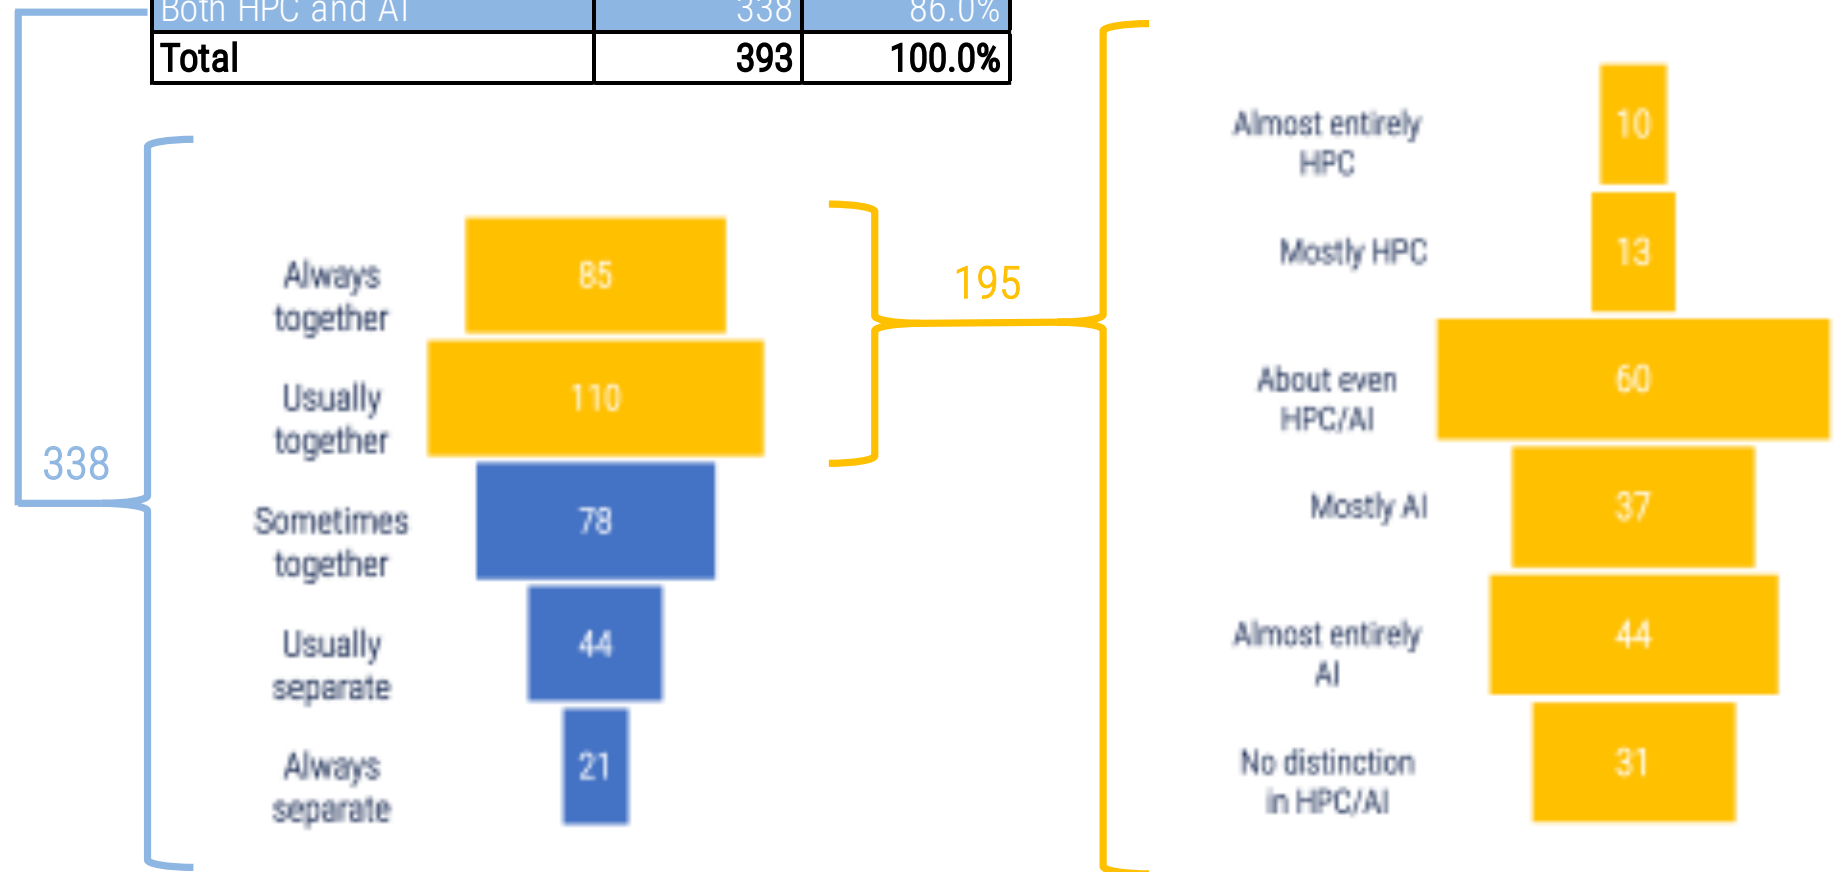 Both HPC and AI 338 86.0%
Total 393 100.0%
338
Always
together
85
Usually
together
110
Sometimes
together
78
Usually
separate
44
Always
separate
21
195
Almost entirely
HPC
10
Mostly HPC
13
About even
HPC/AI
60
Mostly AI
37
Almost entirely
AI
44
No distinction
in HPC/AI
31